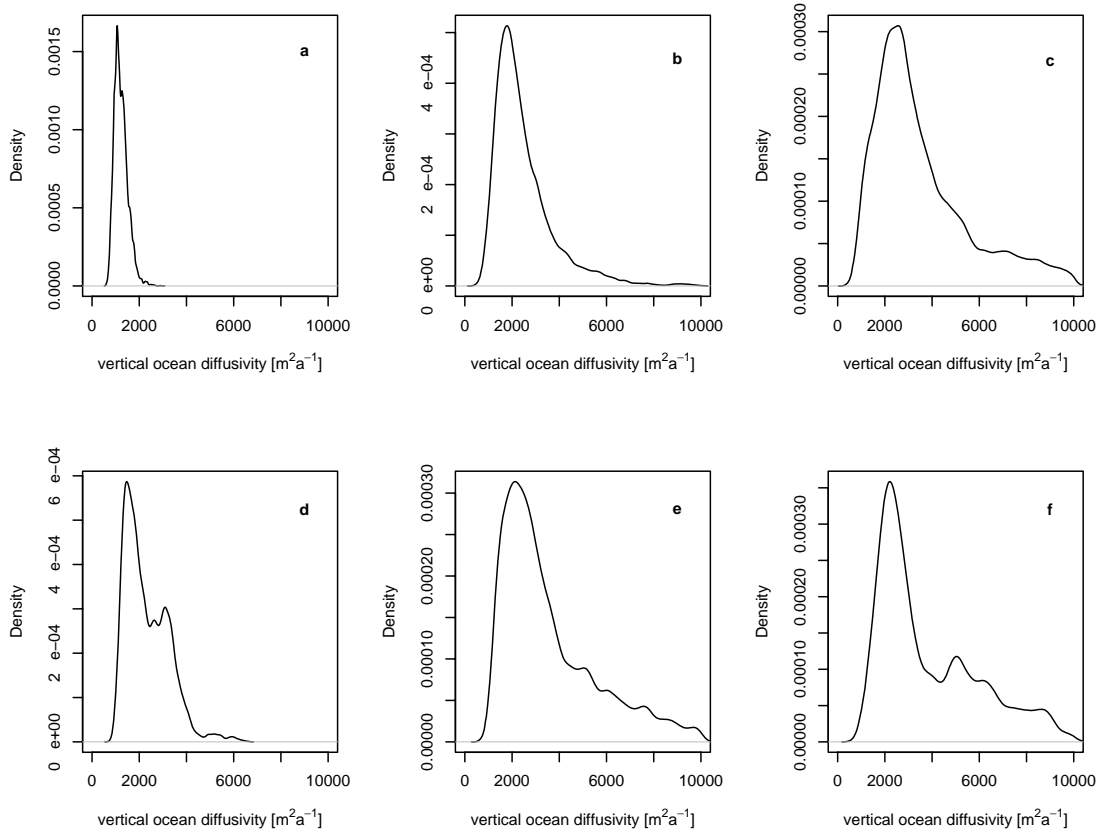 a
Density
0.0000 0.0005 0.0010 0.0015
0 2000 6000 10000
vertical ocean diffusivity [m²a⁻¹]
b
Density
0 e+00 2 e−04 4 e−04
0 2000 6000 10000
vertical ocean diffusivity [m²a⁻¹]
c
Density
0.00000 0.00010 0.00020 0.00030
0 2000 6000 10000
vertical ocean diffusivity [m²a⁻¹]
d
Density
0 e+00 2 e−04 4 e−04 6 e−04
0 2000 6000 10000
vertical ocean diffusivity [m²a⁻¹]
e
Density
0.00000 0.00010 0.00020 0.00030
0 2000 6000 10000
vertical ocean diffusivity [m²a⁻¹]
f
Density
0.00000 0.00010 0.00020 0.00030
0 2000 6000 10000
vertical ocean diffusivity [m²a⁻¹]